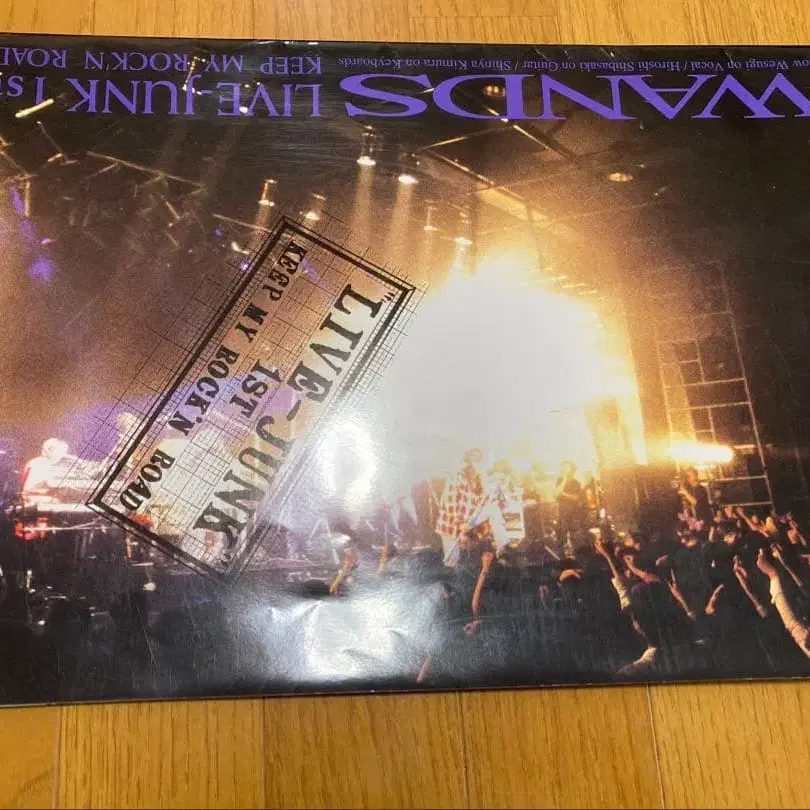 WANDS LIVE-JUNK 1st
Wesugi on Vocal / Hiroshi Shibasaki on Guitar / Shinya Kimura on Keyboards
KEEP MY ROCK'N ROAD
"LIVE-JUNK"
1ST
KEEP MY ROCK'N ROAD